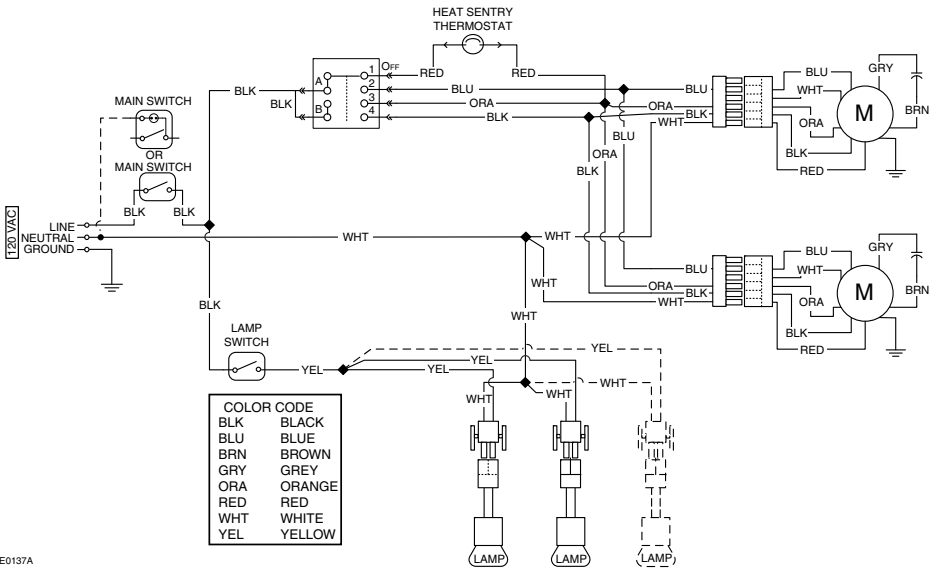 HEAT SENTRY
THERMOSTAT
RED
RED
1 OFF
2
3
4
A
B
BLK
BLK
BLU
ORA
BLK
BLU
ORA
BLK
WHT
BLU
WHT
ORA
BLK
RED
GRY
BRN
M
MAIN SWITCH
OR
MAIN SWITCH
BLK
BLK
120 VAC
LINE
NEUTRAL
GROUND
WHT
WHT
BLU
ORA
BLK
WHT
WHT
BLU
ORA
BLK
WHT
BLU
WHT
ORA
BLK
RED
GRY
BRN
M
BLK
LAMP
SWITCH
YEL
YEL
YEL
YEL
WHT
WHT
WHT
COLOR CODE
BLK BLACK
BLU BLUE
BRN BROWN
GRY GREY
ORA ORANGE
RED RED
WHT WHITE
YEL YELLOW
LAMP
LAMP
LAMP
E0137A